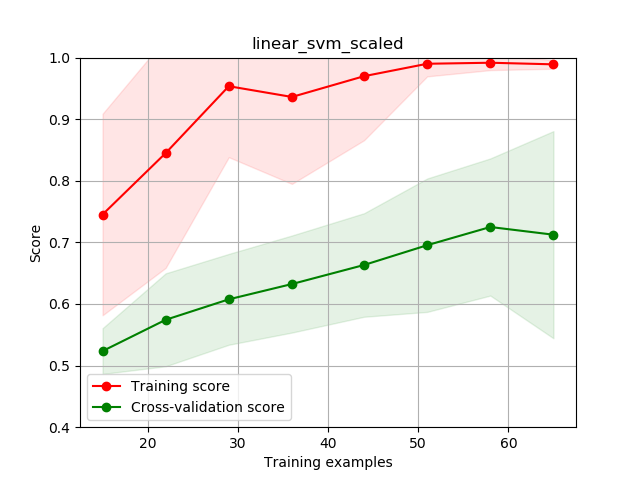 linear_svm_scaled
1.0
0.9
0.8
0.7
0.6
0.5
0.4
Score
Training score
Cross-validation score
20 30 40 50 60
Training examples